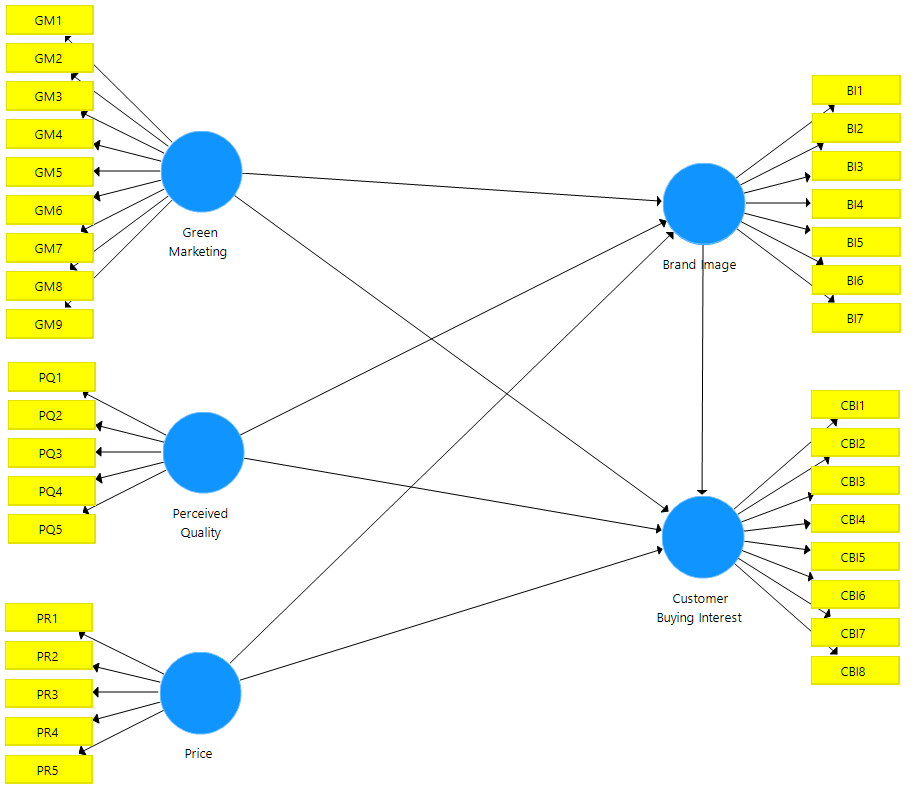 GM1
GM2
GM3
GM4
GM5
GM6
GM7
GM8
GM9
Green
Marketing
PQ1
PQ2
PQ3
PQ4
PQ5
Perceived
Quality
PR1
PR2
PR3
PR4
PR5
Price
BI1
BI2
BI3
BI4
BI5
BI6
BI7
Brand Image
CBI1
CBI2
CBI3
CBI4
CBI5
CBI6
CBI7
CBI8
Customer
Buying Interest